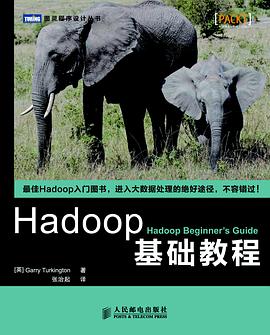 TURING 图灵程序设计丛书
[PACKT]
最佳Hadoop入门图书，进入大数据处理的绝好途径，不容错过！
Hadoop
Hadoop Beginner's Guide
基础教程
[英] Garry Turkington 著
张治起 译
人民邮电出版社
POSTS & TELECOM PRESS